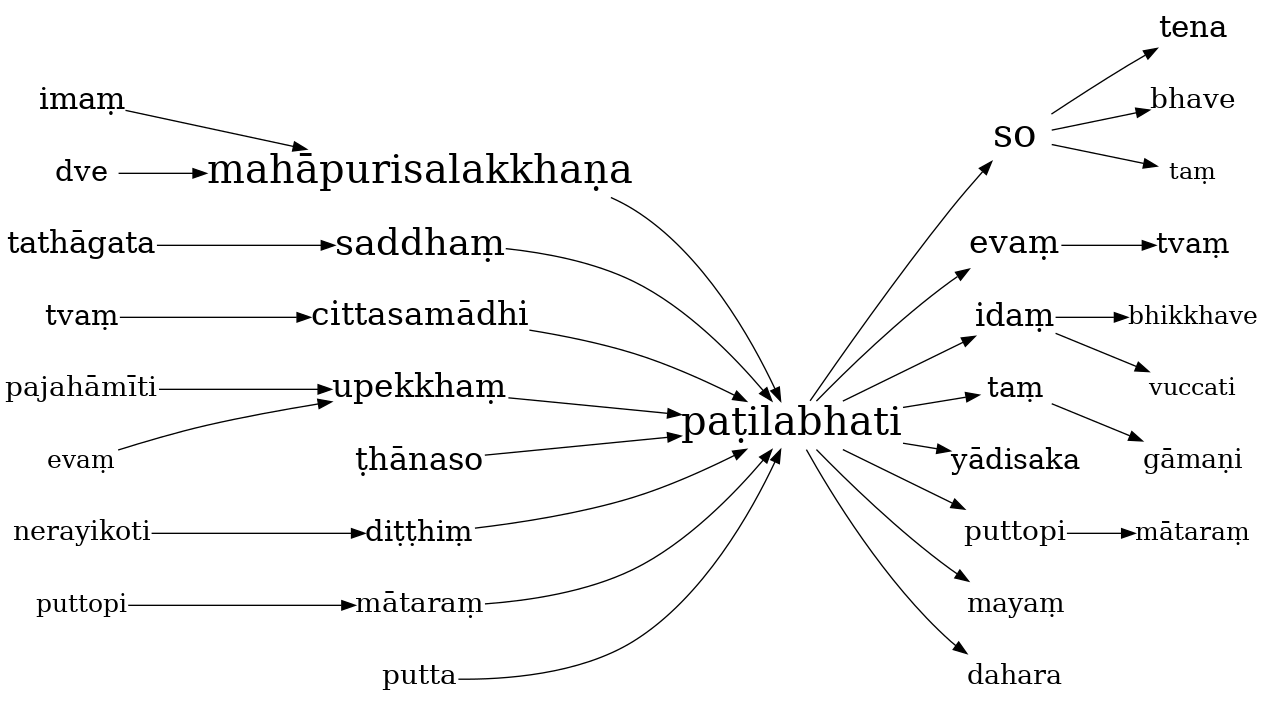 tena
imaṃ
bhave
so
dve
mahāpurisalakkhaṇa
taṃ
tathāgata
saddhaṃ
evaṃ
tvaṃ
tvaṃ
cittasamādhi
idaṃ
bhikkhave
pajahāmīti
upekkhaṃ
taṃ
vuccati
paṭilabhati
evaṃ
ṭhānaso
yādisaka
gāmaṇi
nerayikoti
diṭṭhiṃ
puttopi
mātaraṃ
puttopi
mātaraṃ
mayaṃ
putta
dahara